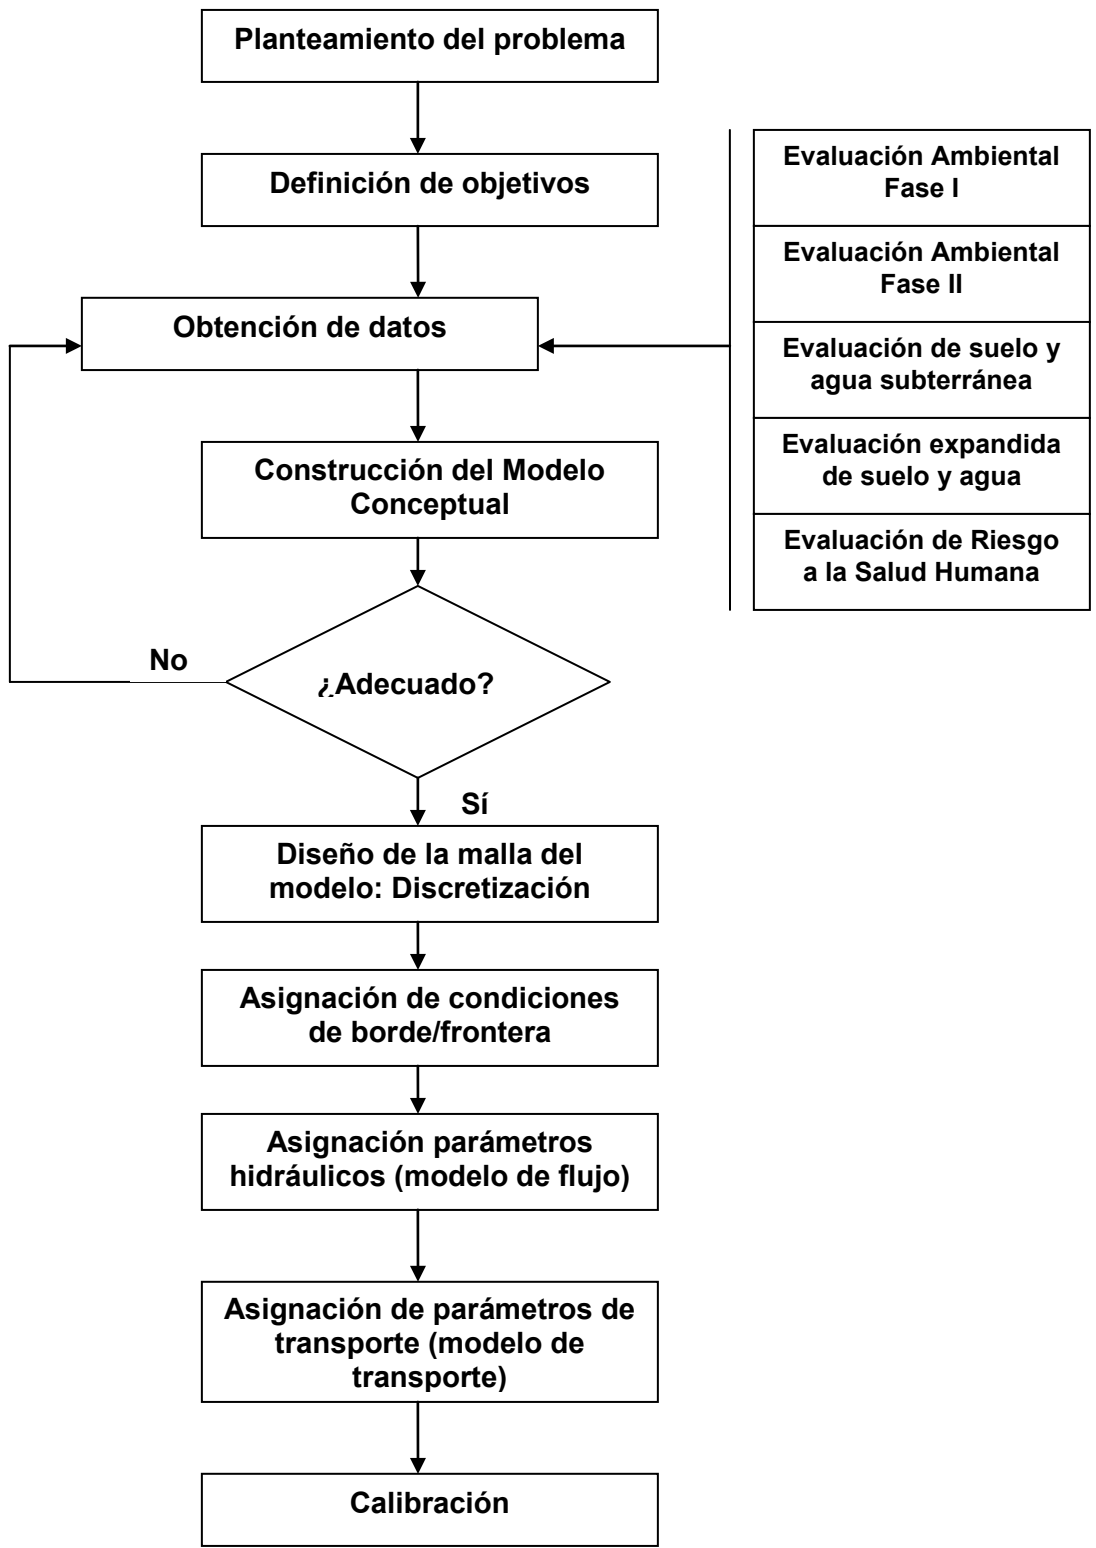 Planteamiento del problema
Definición de objetivos
Obtención de datos
Construcción del Modelo
Conceptual
No
¿Adecuado?
Sí
Diseño de la malla del
modelo: Discretización
Asignación de condiciones
de borde/frontera
Asignación parámetros
hidráulicos (modelo de flujo)
Asignación de parámetros de
transporte (modelo de
transporte)
Calibración
Evaluación Ambiental
Fase I
Evaluación Ambiental
Fase II
Evaluación de suelo y
agua subterránea
Evaluación expandida
de suelo y agua
Evaluación de Riesgo
a la Salud Humana